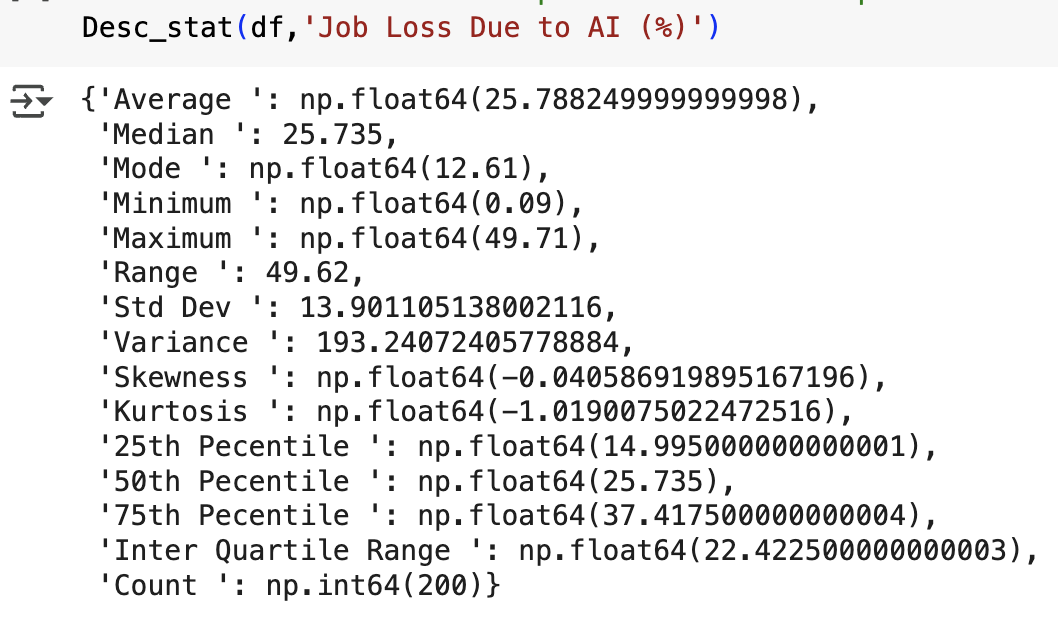 Desc_stat(df,'Job Loss Due to AI (%)')
{'Average ': np.float64(25.788249999999998),
'Median ': 25.735,
'Mode ': np.float64(12.61),
'Minimum ': np.float64(0.09),
'Maximum ': np.float64(49.71),
'Range ': 49.62,
'Std Dev ': 13.901105138002116,
'Variance ': 193.24072405778884,
'Skewness ': np.float64(-0.040586919895167196),
'Kurtosis ': np.float64(-1.0190075022472516),
'25th Pecentile ': np.float64(14.995000000000001),
'50th Pecentile ': np.float64(25.735),
'75th Pecentile ': np.float64(37.417500000000004),
'Inter Quartile Range ': np.float64(22.422500000000003),
'Count ': np.int64(200)}